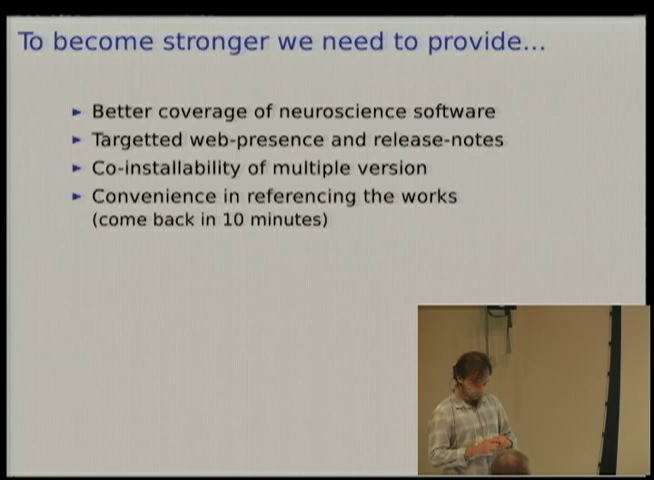 To become stronger we need to provide...
Better coverage of neuroscience software
Targetted web-presence and release-notes
Co-installability of multiple version
Convenience in referencing the works
(come back in 10 minutes)